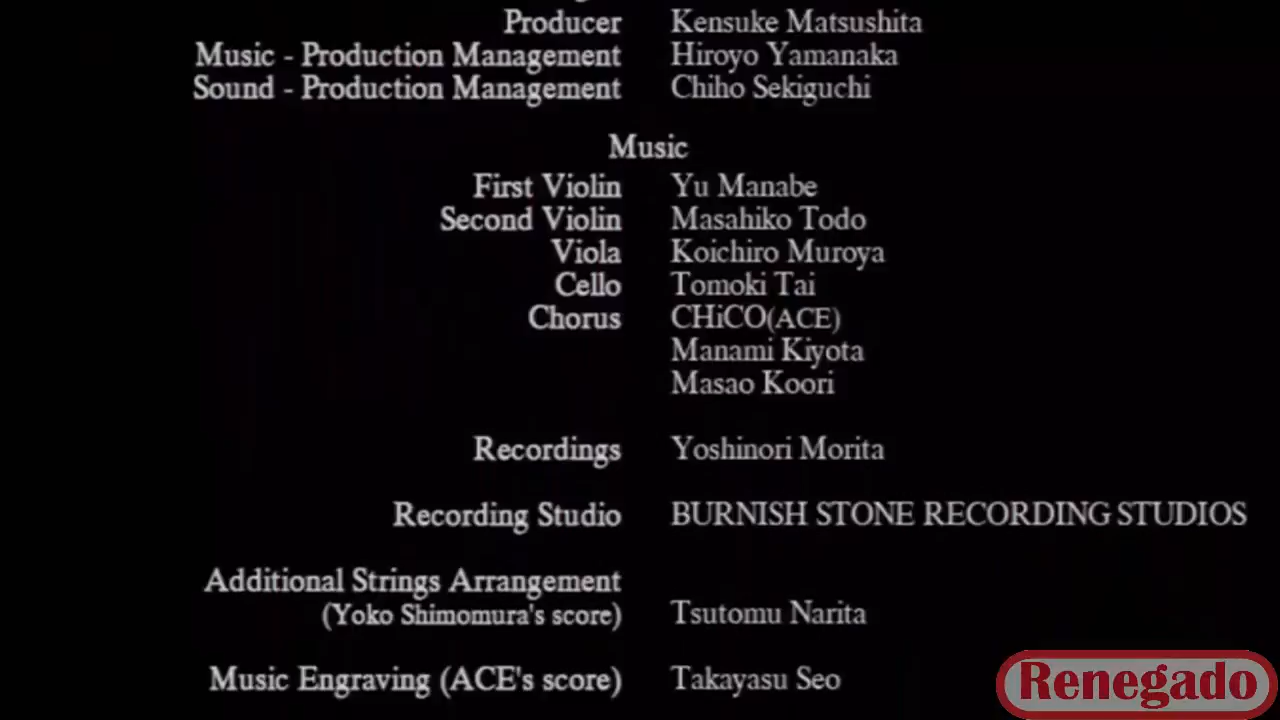 Producer Kensuke Matsushita
Music - Production Management Hiroyo Yamanaka
Sound - Production Management Chiho Sekiguchi
Music
First Violin Yu Manabe
Second Violin Masahiko Todo
Viola Koichiro Muroya
Cello Tomoki Tai
Chorus CHiCO(ACE)
Manami Kiyota
Masao Koori
Recordings Yoshinori Morita
Recording Studio BURNISH STONE RECORDING STUDIOS
Additional Strings Arrangement
(Yoko Shimomura's score) Tsutomu Narita
Music Engraving (ACE's score) Takayasu Seo
Renegado